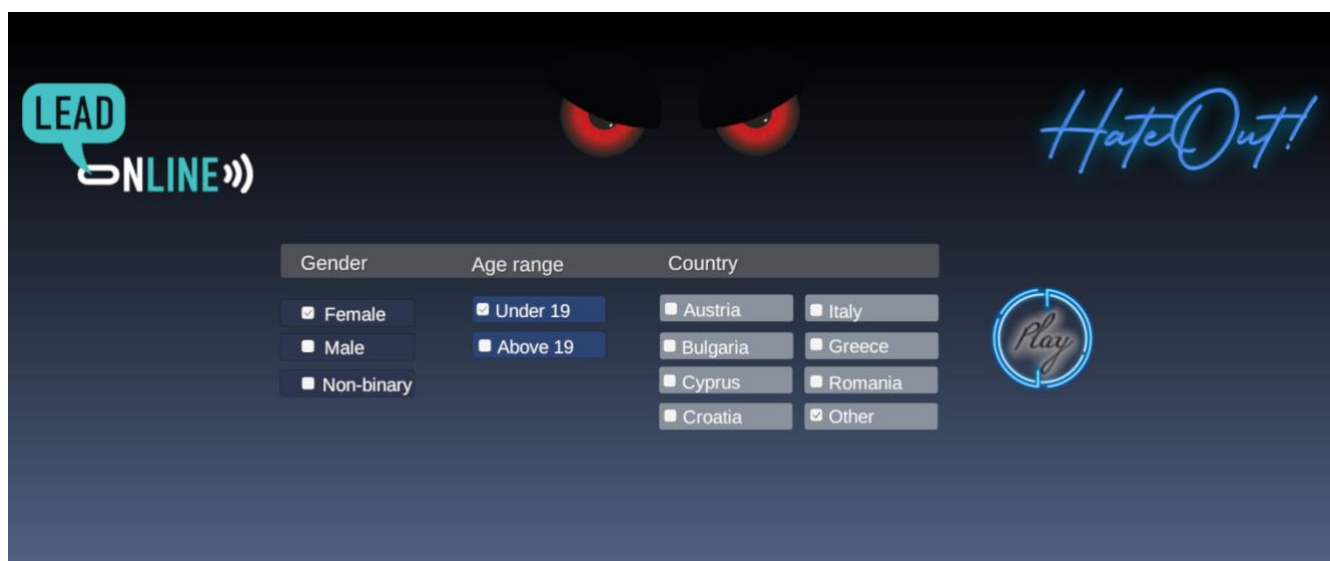 LEAD
ONLINE
HateOut!
Gender Age range Country
Female Under 19 Austria Italy
Male Above 19 Bulgaria Greece
Non-binary Cyprus Romania
Croatia Other
Play